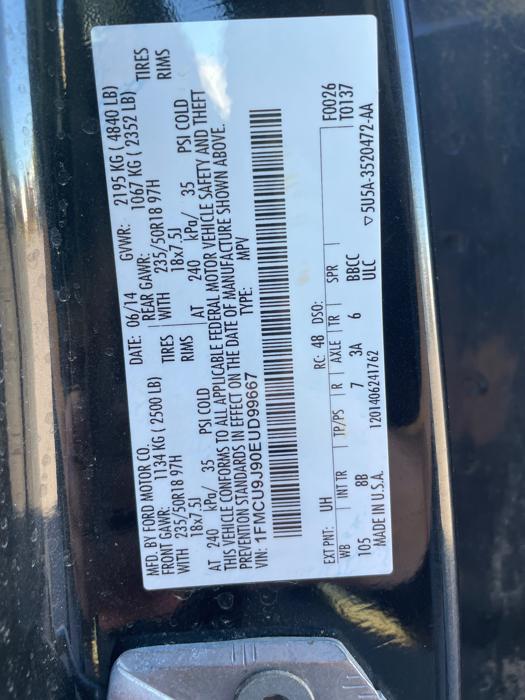 MFD. BY FORD MOTOR CO. DATE: 06/14 GVWR: 2195 KG ( 4840 LB)
FRONT GAWR: 1134 KG ( 2500 LB) REAR GAWR: 1067 KG ( 2352 LB)
WITH 235/50R18 97H TIRES WITH 235/50R18 97H TIRES
18x7.5J RIMS 18x7.5J RIMS
AT 240 kPa/ 35 PSI COLD AT 240 kPa/ 35 PSI COLD
THIS VEHICLE CONFORMS TO ALL APPLICABLE FEDERAL MOTOR VEHICLE SAFETY AND THEFT
PREVENTION STANDARDS IN EFFECT ON THE DATE OF MANUFACTURE SHOWN ABOVE.
VIN: 1FMCU9J90EUD99667 TYPE: MPV
F0026
EXT PNT: UH RC: 48 DSO: T0137
WB INT TR TP/PS R AXLE TR SPR
105 8B 7 3A 6 BBCC ▽5U5A-3520472-AA
MADE IN U.S.A. 1201406241762 ULC